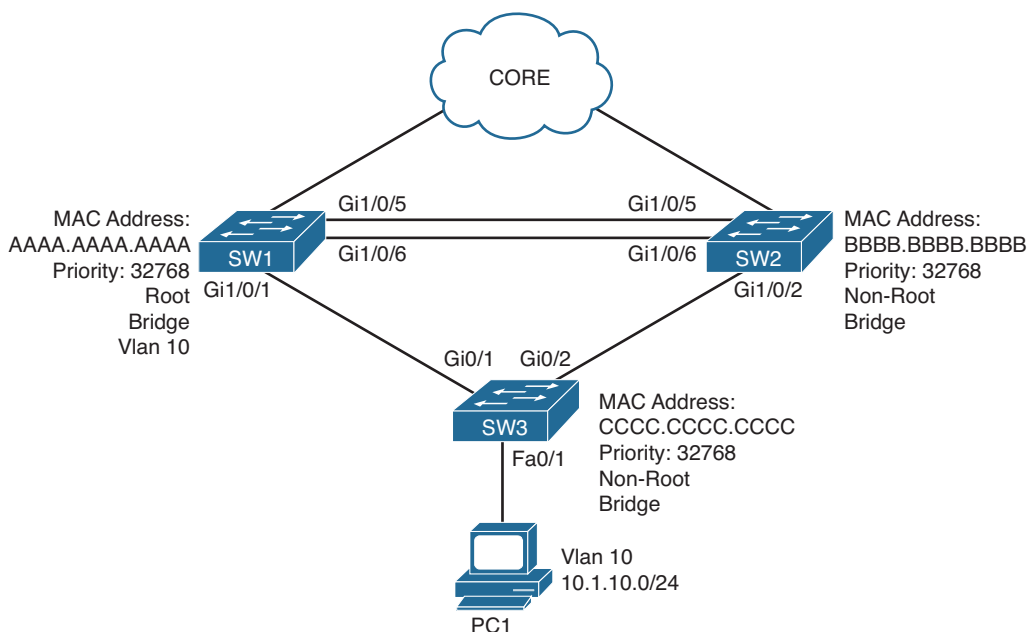 CORE
Gi1/0/5
Gi1/0/5
MAC Address:
AAAA.AAAA.AAAA
Priority: 32768
Root
Bridge
Vlan 10
SW1
Gi1/0/6
Gi1/0/6
SW2
MAC Address:
BBBB.BBBB.BBBB
Priority: 32768
Non-Root
Bridge
Gi1/0/1
Gi1/0/2
Gi0/1
Gi0/2
SW3
MAC Address:
CCCC.CCCC.CCCC
Priority: 32768
Non-Root
Bridge
Fa0/1
Vlan 10
10.1.10.0/24
PC1